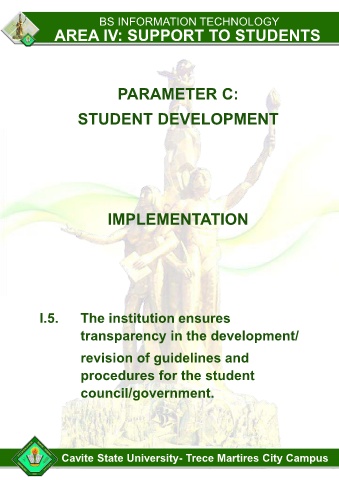 BS INFORMATION TECHNOLOGY
AREA IV: SUPPORT TO STUDENTS
PARAMETER C:
STUDENT DEVELOPMENT
IMPLEMENTATION
I.5. The institution ensures
transparency in the development/
revision of guidelines and
procedures for the student
council/government.
Cavite State University- Trece Martires City Campus